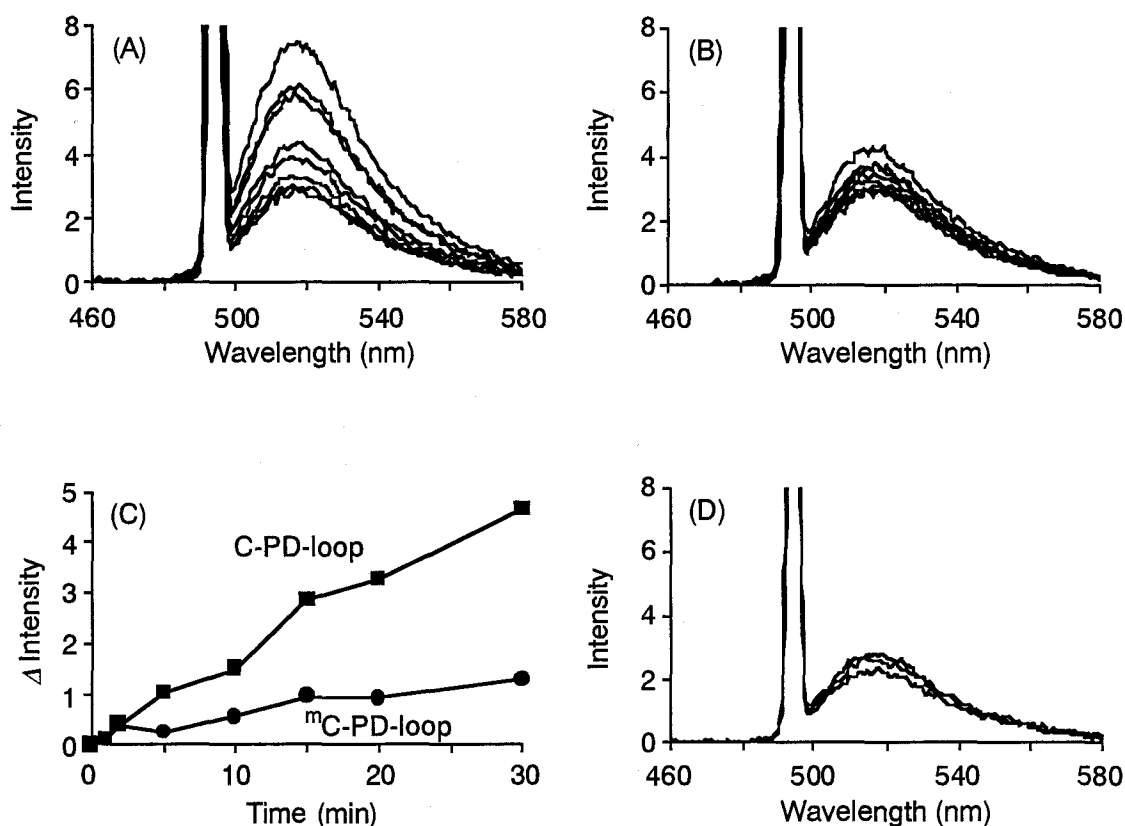 (A)
Intensity
8
6
4
2
0
460
500
540
580
Wavelength (nm)
(B)
Intensity
8
6
4
2
0
460
500
540
580
Wavelength (nm)
(C)
Δ Intensity
5
4
3
2
1
0
C-PD-loop
mC-PD-loop
0
10
20
30
Time (min)
(D)
Intensity
8
6
4
2
0
460
500
540
580
Wavelength (nm)